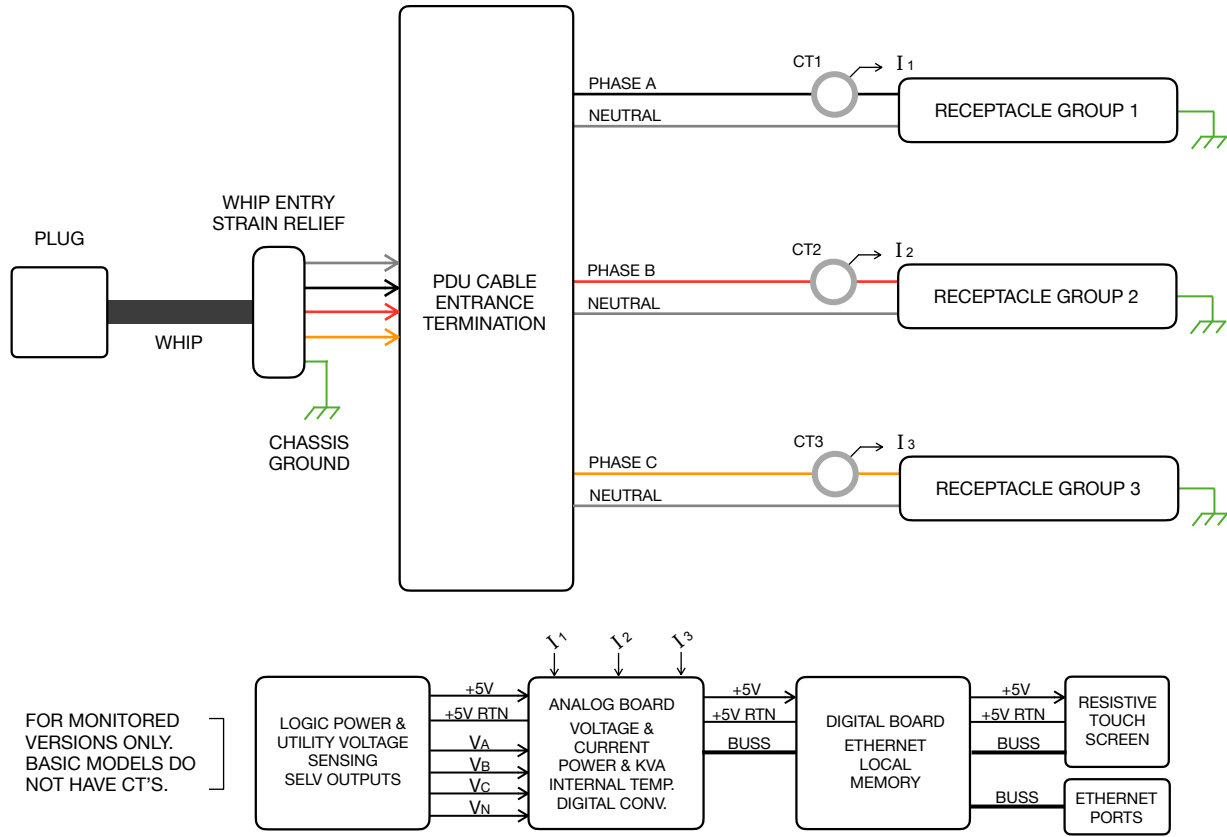 CT1
I 1
PHASE A
NEUTRAL
RECEPTACLE GROUP 1
WHIP ENTRY
STRAIN RELIEF
PLUG
WHIP
CHASSIS
GROUND
PDU CABLE
ENTRANCE
TERMINATION
CT2
I 2
PHASE B
NEUTRAL
RECEPTACLE GROUP 2
CT3
I 3
PHASE C
NEUTRAL
RECEPTACLE GROUP 3
FOR MONITORED
VERSIONS ONLY.
BASIC MODELS DO
NOT HAVE CT'S.
LOGIC POWER &
UTILITY VOLTAGE
SENSING
SELV OUTPUTS
+5V
+5V RTN
VA
VB
VC
VN
I1
I2
I3
ANALOG BOARD
VOLTAGE &
CURRENT
POWER & KVA
INTERNAL TEMP.
DIGITAL CONV.
+5V
+5V RTN
BUSS
DIGITAL BOARD
ETHERNET
LOCAL
MEMORY
+5V
+5V RTN
BUSS
RESISTIVE
TOUCH
SCREEN
BUSS
ETHERNET
PORTS